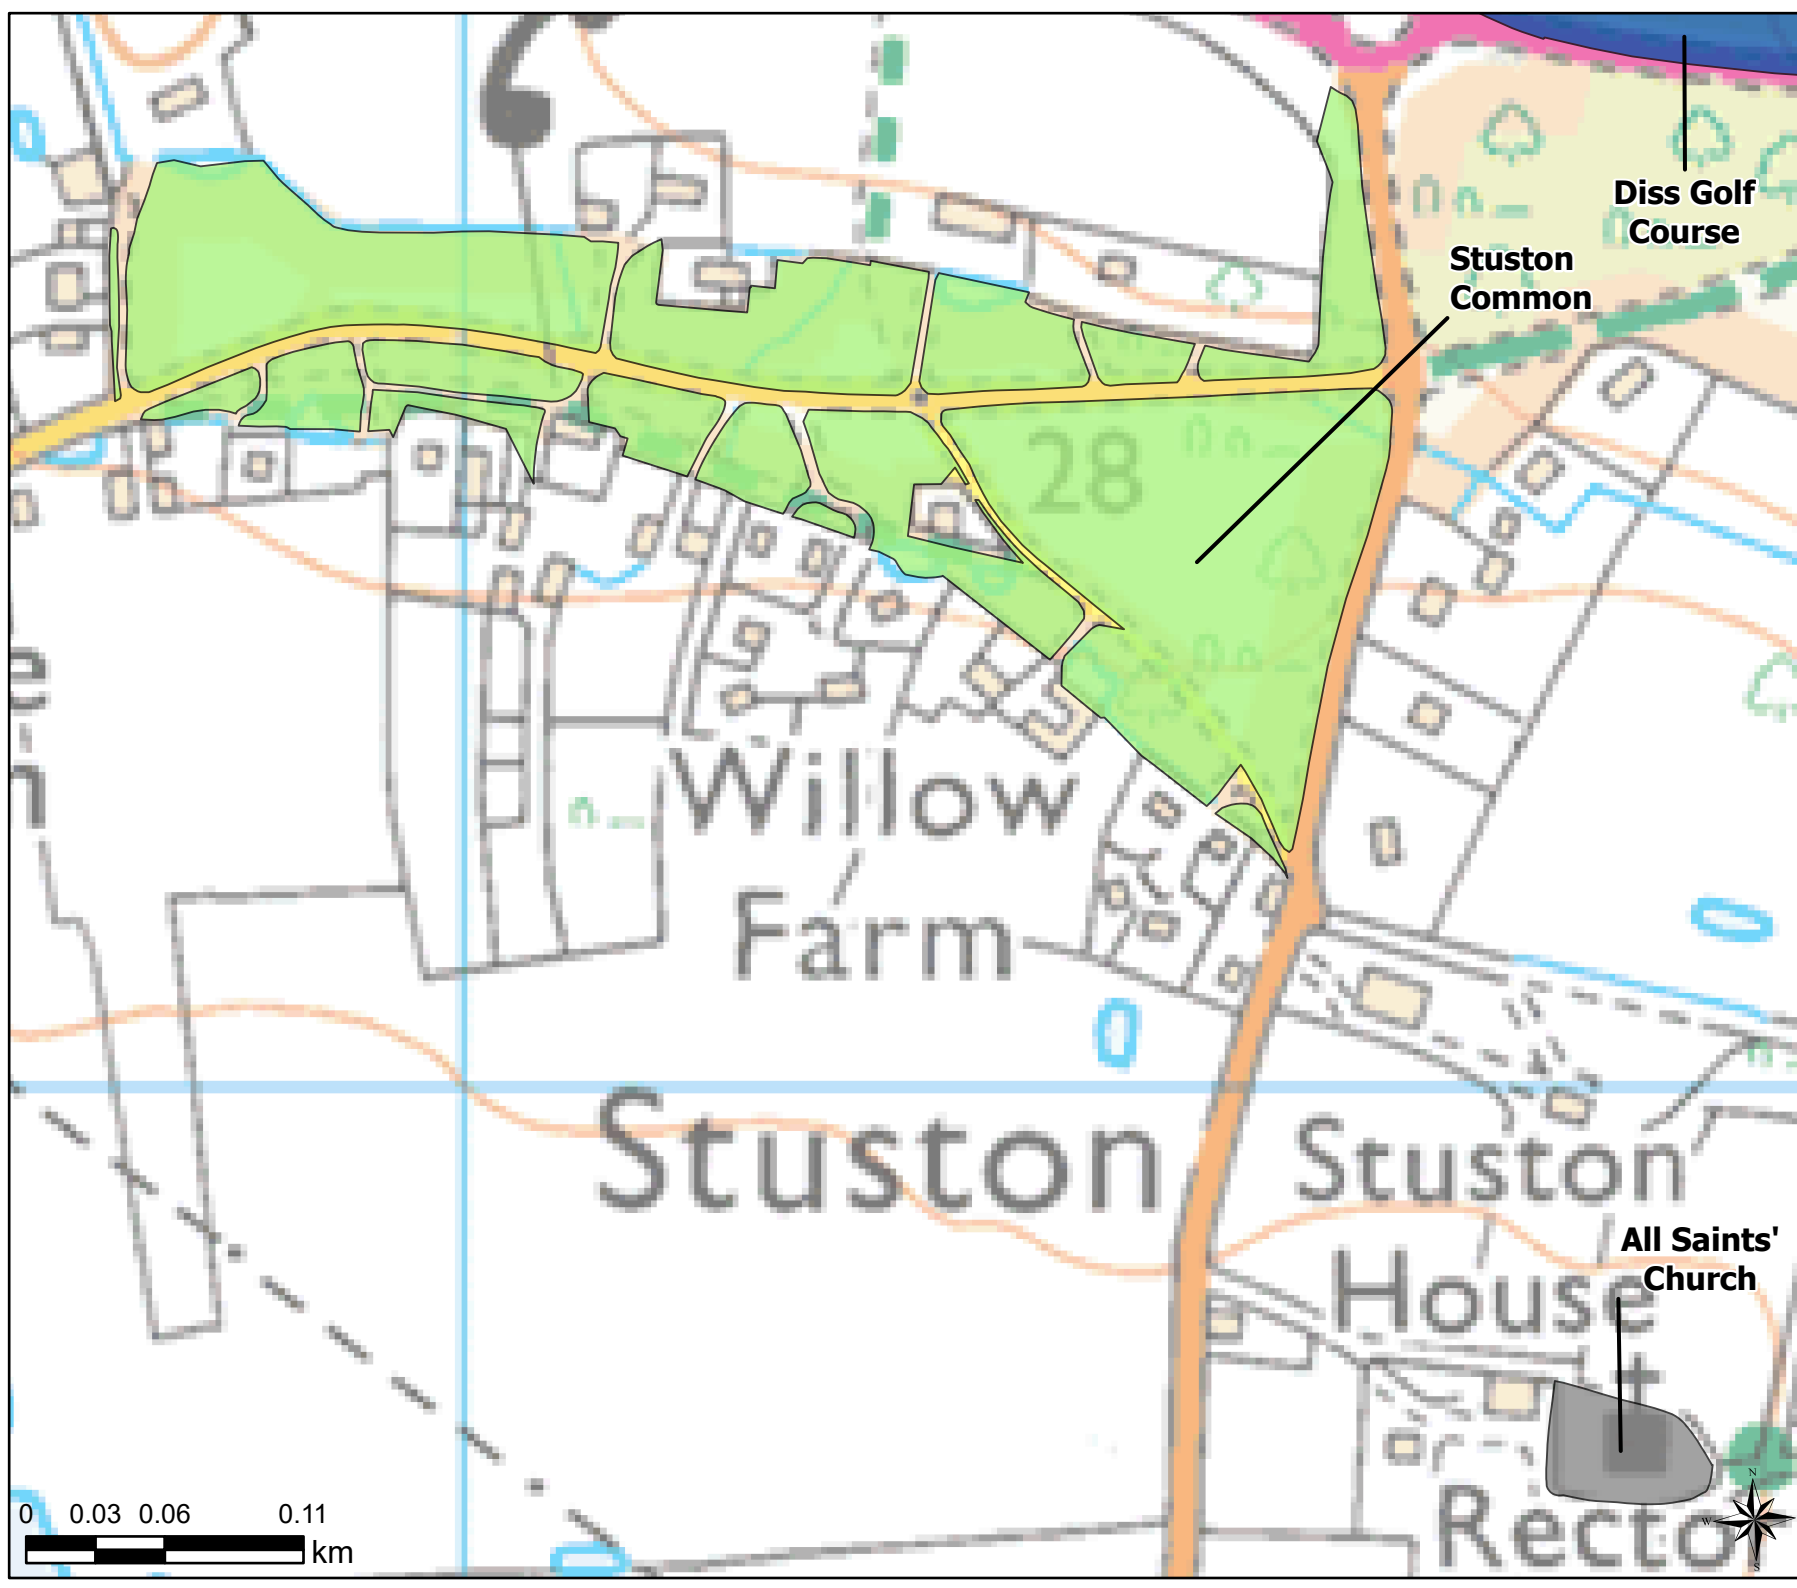 Diss Golf
Course
Stuston
Common
28
Willow
Farm
Stuston
Stuston
House
All Saints'
Church
Recto
0 0.03 0.06 0.11
km
N
W
S